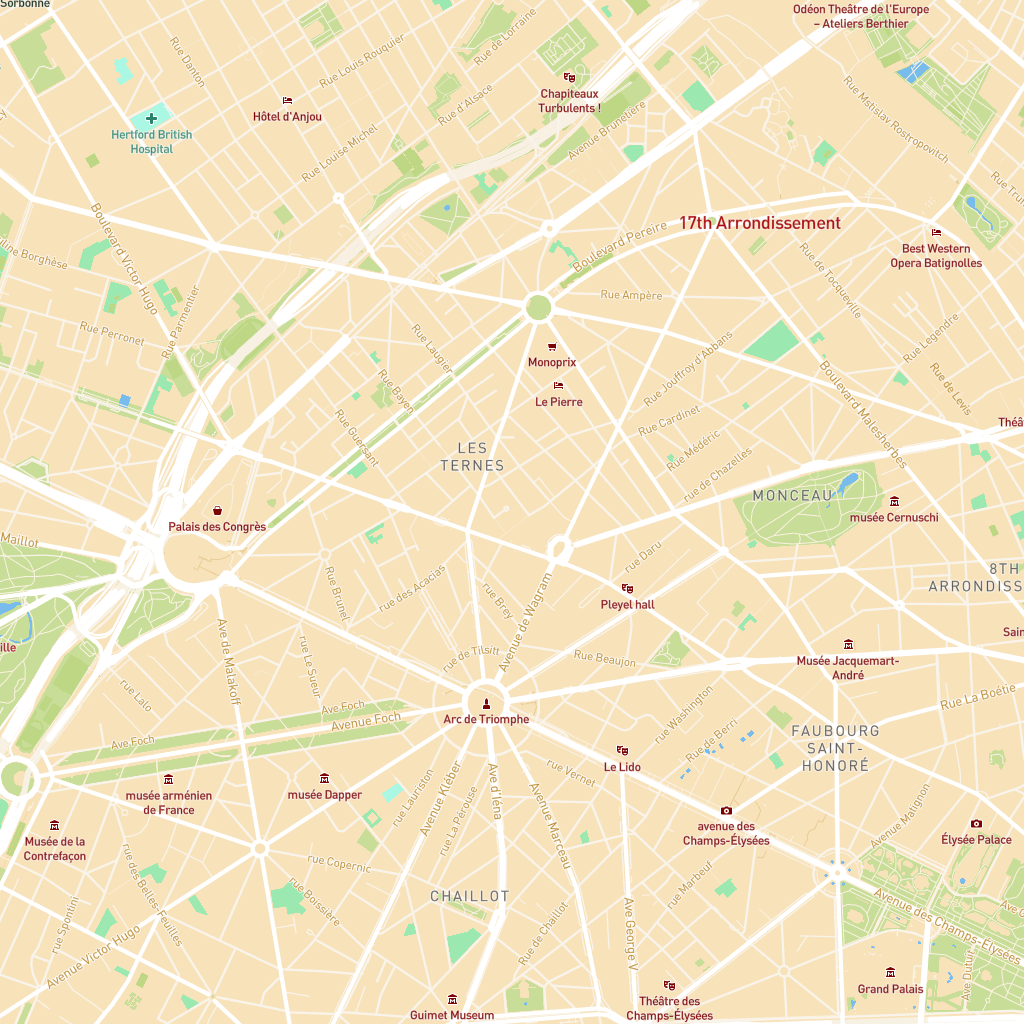 Sorbonne
Odéon Theâtre de l'Europe
– Ateliers Berthier
Rue de Lorraine
Rue Danton
Rue Louis Rouquier
Chapiteaux
Turbulents !
Rue d'Alsace
Hôtel d'Anjou
Rue Mstislav Rostropovitch
Avenue Brunetière
Hertford British
Hospital
Rue Louise Michel
Boulevard Victor Hugo
17th Arrondissement
Boulevard Pereire
Best Western
Opera Batignolles
Rue de Tocqueville
Rue Ampère
Rue Parmentier
Rue Perronet
Rue Laugier
Monoprix
Rue Legendre
Rue Jouffroy d'Abbans
Le Pierre
Rue Bayen
Rue de Levis
Boulevard Malesherbes
Rue Cardinet
Rue Guersant
LES
TERNES
Rue Médéric
rue de Chazelles
MONCEAU
musée Cernuschi
Palais des Congrès
Maillot
rue Daru
8TH
Rue Brunel
rue des Acacias
Rue Brey
Avenue de Wagram
Pleyel hall
Ave de Malakoff
rue Le Sueur
rue de Tilsitt
Rue Beaujon
Musée Jacquemart-
André
Rue La Boétie
rue Lalo
Ave Foch
Avenue Foch
Ave Foch
Arc de Triomphe
rue Washington
Rue de Berri
FAUBOURG
SAINT-
HONORÉ
Le Lido
rue Vernet
musée arménien
de France
musée Dapper
rue Lauriston
Avenue Kléber
rue La Pérouse
Ave d'Iéna
Avenue Marceau
avenue des
Champs-Élysées
Avenue Matignon
Élysée Palace
Musée de la
Contrefaçon
rue Copernic
rue des Belles-Feuilles
rue Boissière
CHAILLOT
Rue de Chaillot
Ave George V
rue Marbeuf
Avenue des Champs-Élysees
rue Spontini
Avenue Victor Hugo
Ave Dutuit
Grand Palais
Guimet Museum
Théâtre des
Champs-Élysées